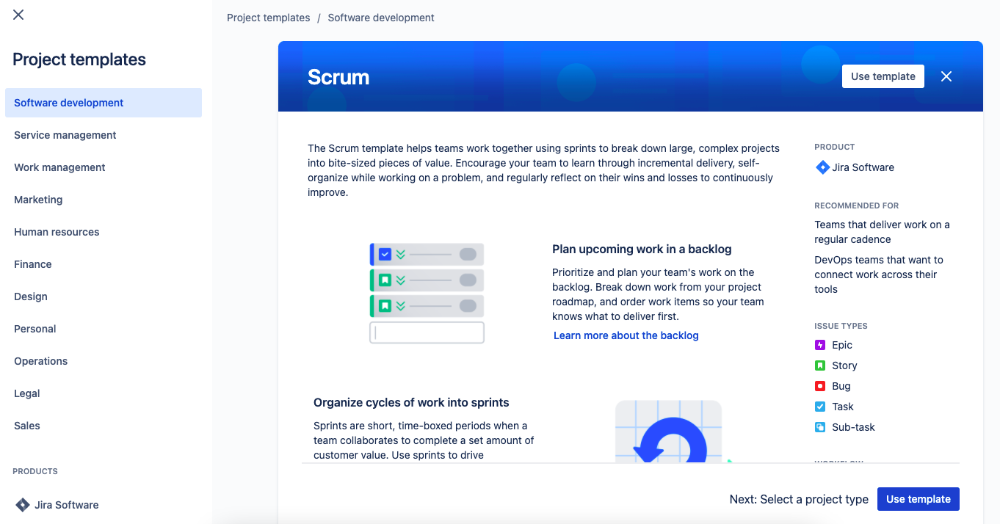 Project templates
Software development
Service management
Work management
Marketing
Human resources
Finance
Design
Personal
Operations
Legal
Sales
PRODUCTS
Jira Software
Project templates / Software development
Scrum
Use template
The Scrum template helps teams work together using sprints to break down large, complex projects
into bite-sized pieces of value. Encourage your team to learn through incremental delivery, self-
organize while working on a problem, and regularly reflect on their wins and losses to continuously
improve.
Plan upcoming work in a backlog
Prioritize and plan your team's work on the
backlog. Break down work from your project
roadmap, and order work items so your team
knows what to deliver first.
Learn more about the backlog
Organize cycles of work into sprints
Sprints are short, time-boxed periods when a
team collaborates to complete a set amount of
customer value. Use sprints to drive
PRODUCT
Jira Software
RECOMMENDED FOR
Teams that deliver work on a
regular cadence
DevOps teams that want to
connect work across their
tools
ISSUE TYPES
Epic
Story
Bug
Task
Sub-task
Next: Select a project type
Use template